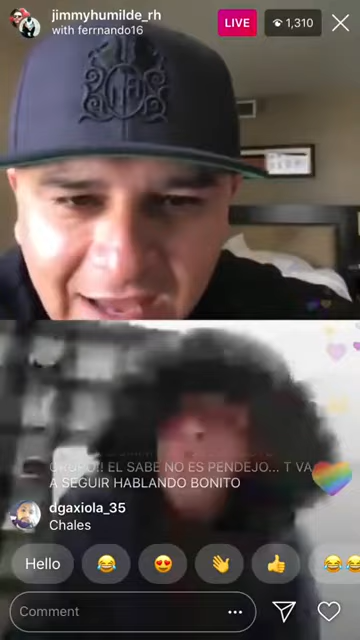 jimmyhumilde_rh
with ferrnando16
LIVE
1,310
GRUPO!! EL SABE NO ES PENDEJO... T VA
A SEGUIR HABLANDO BONITO
dgaxiola_35
Chales
Hello
Comment